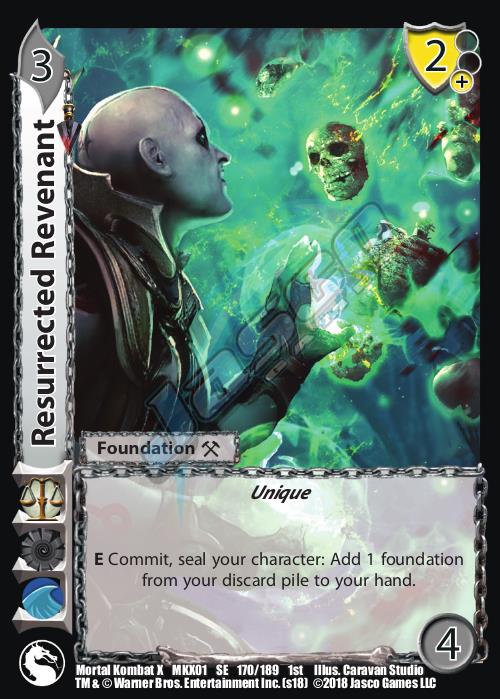 3
2
+
Resurrected Revenant
Foundation
Unique
E Commit, seal your character: Add 1 foundation
from your discard pile to your hand.
4
Mortal Kombat X MKX01 SE 170/189 1st Illus. Caravan Studio
TM & © Warner Bros. Entertainment Inc. (s18) ©2018 Jasco Games LLC
Jasco